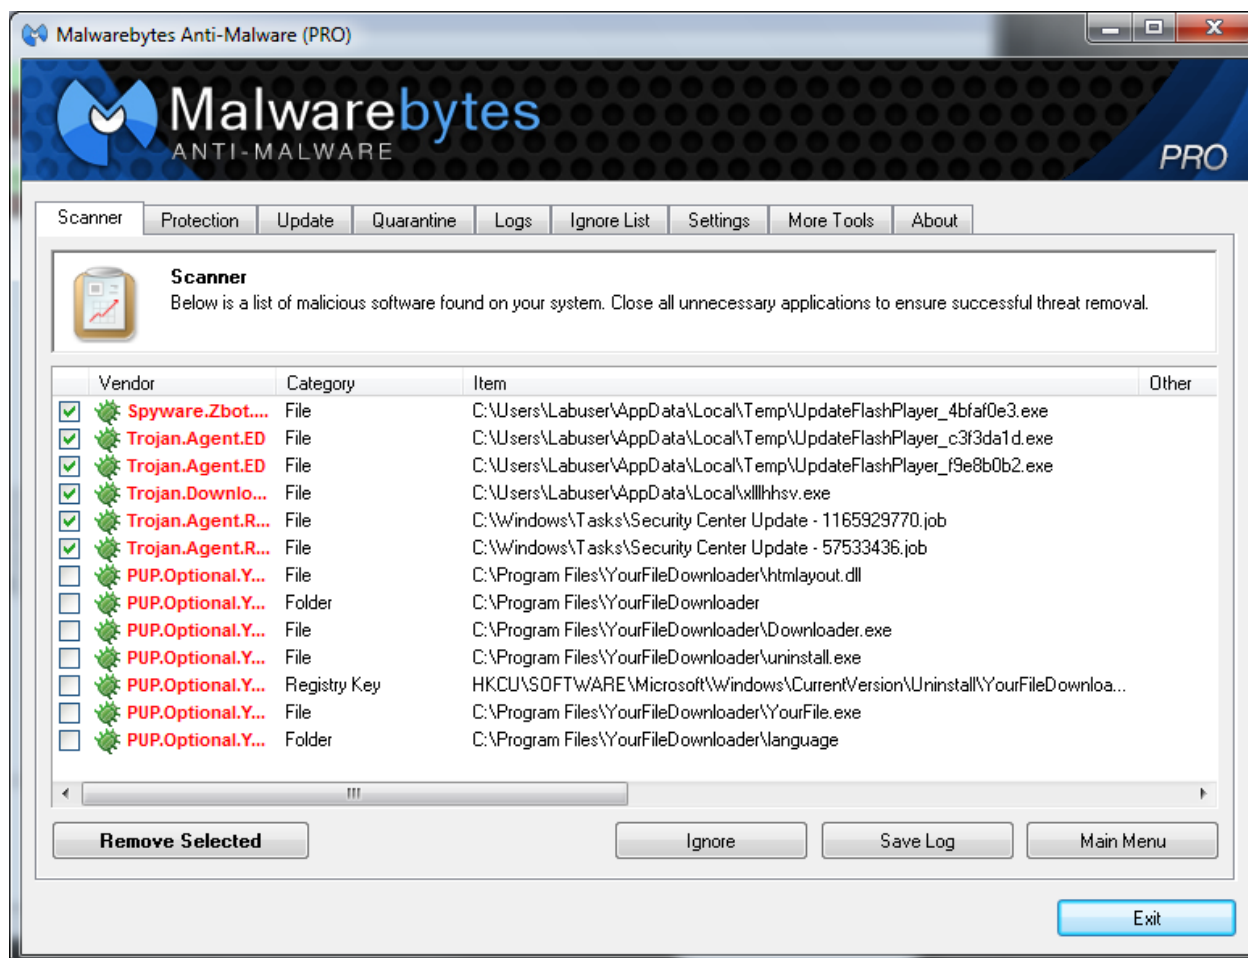 Malwarebytes Anti-Malware (PRO)
Malwarebytes
ANTI-MALWARE
PRO
Scanner Protection Update Quarantine Logs Ignore List Settings More Tools About
Scanner
Below is a list of malicious software found on your system. Close all unnecessary applications to ensure successful threat removal.
Vendor Category Item Other
Spyware.Zbot.... File C:\Users\Labuser\AppData\Local\Temp\UpdateFlashPlayer_4bfaf0e3.exe
Trojan.Agent.ED File C:\Users\Labuser\AppData\Local\Temp\UpdateFlashPlayer_c3f3da1d.exe
Trojan.Agent.ED File C:\Users\Labuser\AppData\Local\Temp\UpdateFlashPlayer_f9e8b0b2.exe
Trojan.Downlo... File C:\Users\Labuser\AppData\Local\xlllhhsv.exe
Trojan.Agent.R... File C:\Windows\Tasks\Security Center Update - 1165929770.job
Trojan.Agent.R... File C:\Windows\Tasks\Security Center Update - 57533436.job
PUP.Optional.Y... File C:\Program Files\YourFileDownloader\htmlayout.dll
PUP.Optional.Y... Folder C:\Program Files\YourFileDownloader
PUP.Optional.Y... File C:\Program Files\YourFileDownloader\Downloader.exe
PUP.Optional.Y... File C:\Program Files\YourFileDownloader\uninstall.exe
PUP.Optional.Y... Registry Key HKCU\SOFTWARE\Microsoft\Windows\CurrentVersion\Uninstall\YourFileDownloa...
PUP.Optional.Y... File C:\Program Files\YourFileDownloader\YourFile.exe
PUP.Optional.Y... Folder C:\Program Files\YourFileDownloader\language
Remove Selected Ignore Save Log Main Menu
Exit